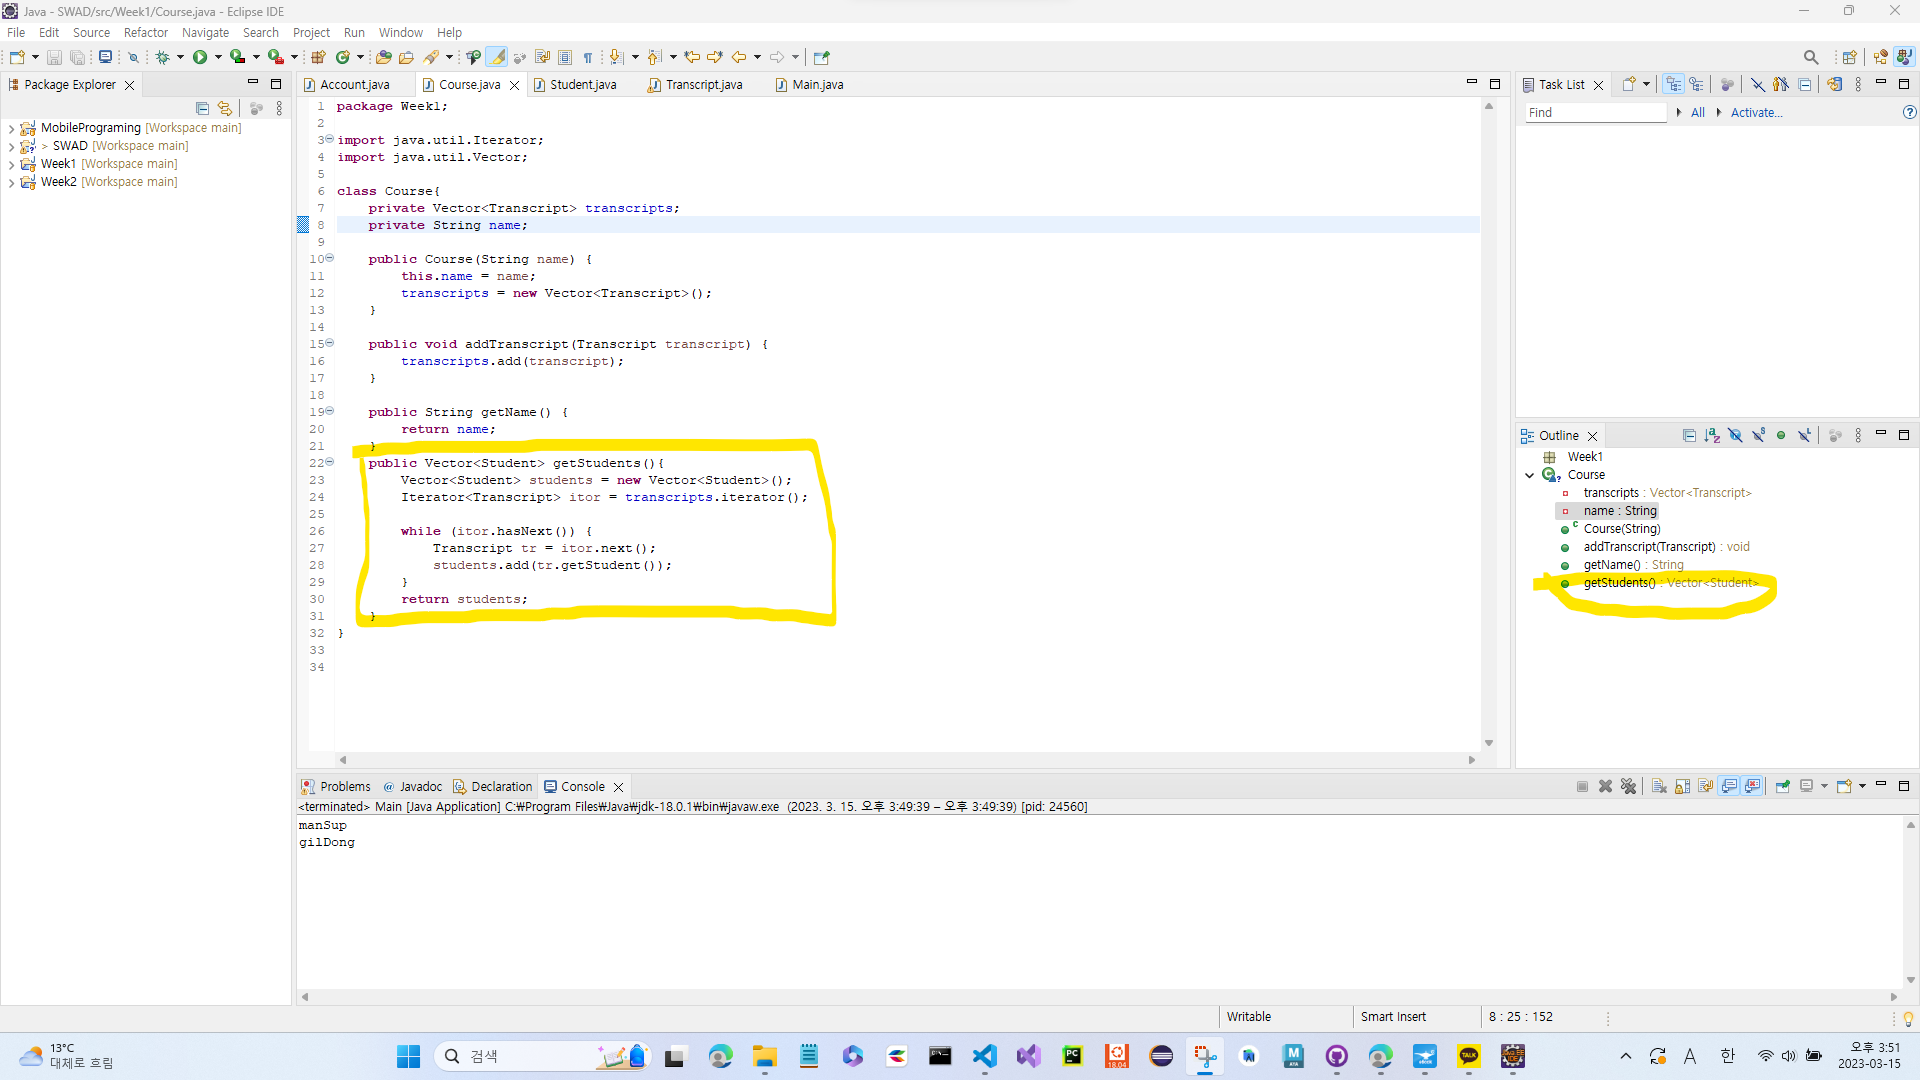 Java - SWAD/src/Week1/Course.java - Eclipse IDE
File Edit Source Refactor Navigate Search Project Run Window Help
Package Explorer
MobilePrograming [Workspace main]
> SWAD [Workspace main]
Week1 [Workspace main]
Week2 [Workspace main]
Account.java Course.java Student.java Transcript.java Main.java
1 package Week1;
2
3 import java.util.Iterator;
4 import java.util.Vector;
5
6 class Course{
7 private Vector<Transcript> transcripts;
8 private String name;
9
10 public Course(String name) {
11 this.name = name;
12 transcripts = new Vector<Transcript>();
13 }
14
15 public void addTranscript(Transcript transcript) {
16 transcripts.add(transcript);
17 }
18
19 public String getName() {
20 return name;
21 }
22 public Vector<Student> getStudents(){
23 Vector<Student> students = new Vector<Student>();
24 Iterator<Transcript> itor = transcripts.iterator();
25
26 while (itor.hasNext()) {
27 Transcript tr = itor.next();
28 students.add(tr.getStudent());
29 }
30 return students;
31 }
32 }
33
34
Task List
Find All Activate...
Outline
Week1
Course
transcripts : Vector<Transcript>
name : String
Course(String)
addTranscript(Transcript) : void
getName() : String
getStudents() : Vector<Student>
Problems @ Javadoc Declaration Console
<terminated> Main [Java Application] C:₩Program Files₩Java₩jdk-18.0.1₩bin₩javaw.exe (2023. 3. 15. 오후 3:49:39 – 오후 3:49:39) [pid: 24560]
manSup
gilDong
Writable Smart Insert 8 : 25 : 152
13°C
대체로 흐림
검색
PC
18.04
M
TALK
A 한
오후 3:51
2023-03-15